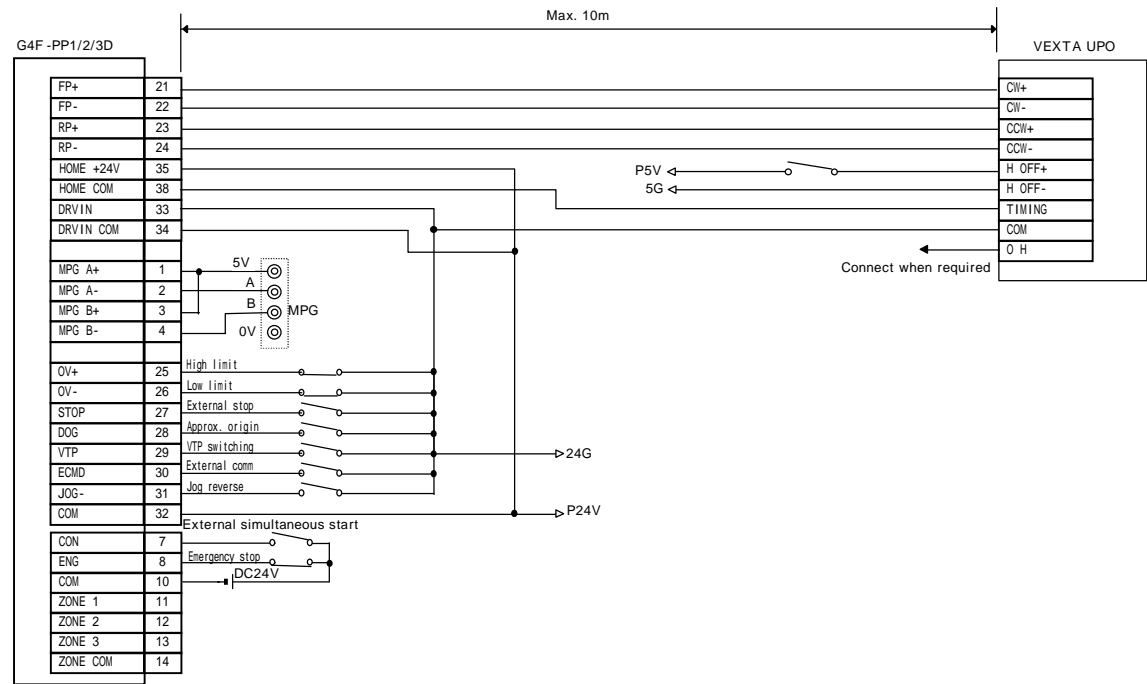 Max. 10m
G4F -PP1/2/3D
VEXTA UPO
FP+ 21 CW+
FP- 22 CW-
RP+ 23 CCW+
RP- 24 CCW-
HOME +24V 35 P5V H OFF+
HOME COM 38 5G H OFF-
DRVIN 33 TIMING
DRVIN COM 34 COM
O H
Connect when required
MPG A+ 1 5V
MPG A- 2 A
MPG B+ 3 B MPG
MPG B- 4 0V
OV+ 25 High limit
OV- 26 Low limit
STOP 27 External stop
DOG 28 Approx. origin
VTP 29 VTP switching 24G
ECMD 30 External comm
JOG- 31 Jog reverse
COM 32 P24V
External simultaneous start
CON 7
ENG 8 Emergency stop
COM 10 DC24V
ZONE 1 11
ZONE 2 12
ZONE 3 13
ZONE COM 14